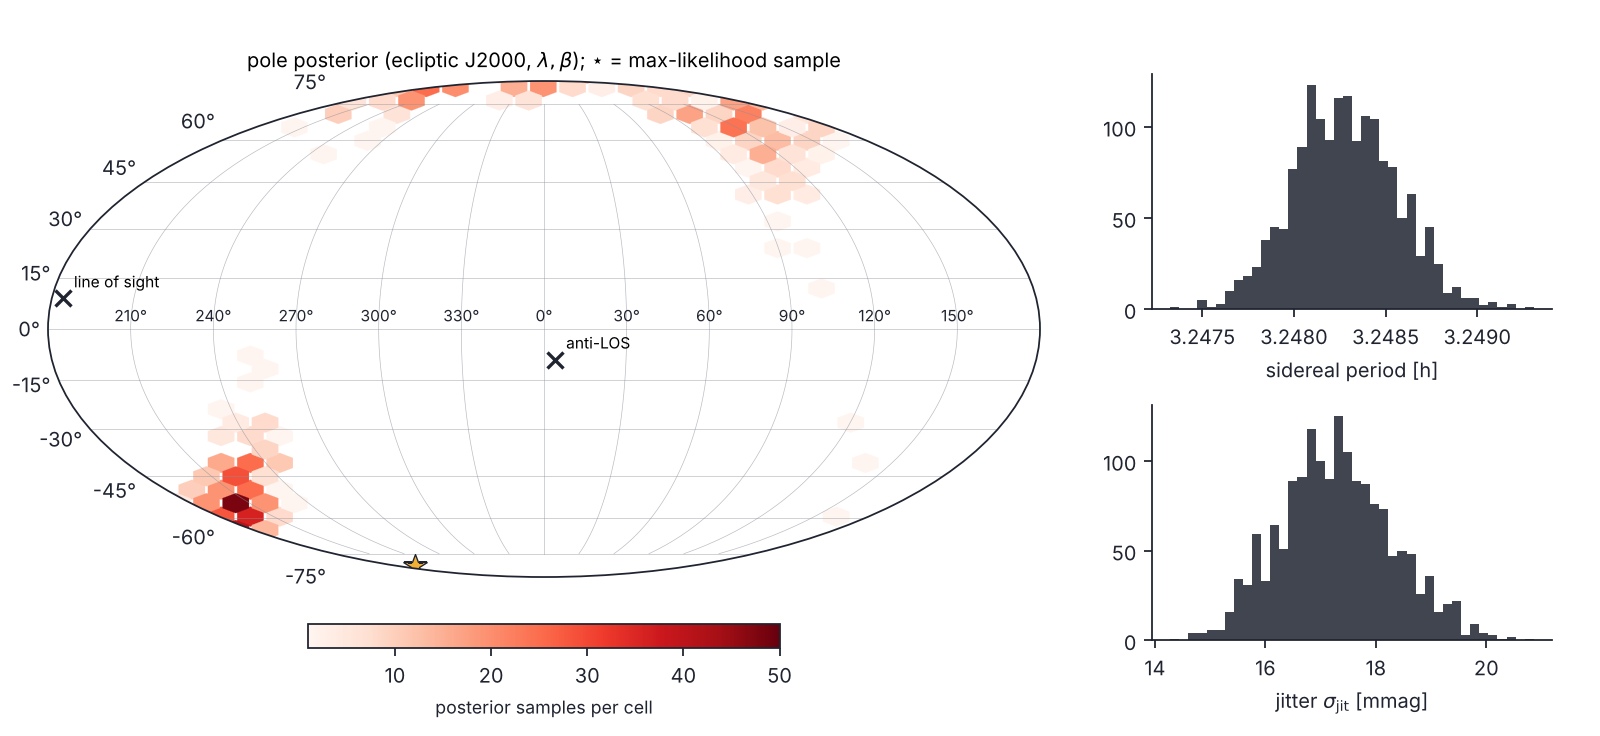 pole posterior (ecliptic J2000, λ, β); ⋆ = max-likelihood sample
75°
60°
45°
30°
15°
0°
-15°
-30°
-45°
-60°
-75°
line of sight
210° 240° 270° 300° 330° 0° 30° 60° 90° 120° 150°
anti-LOS
10 20 30 40 50
posterior samples per cell
100
50
0
3.2475 3.2480 3.2485 3.2490
sidereal period [h]
100
50
0
14 16 18 20
jitter σjit [mmag]